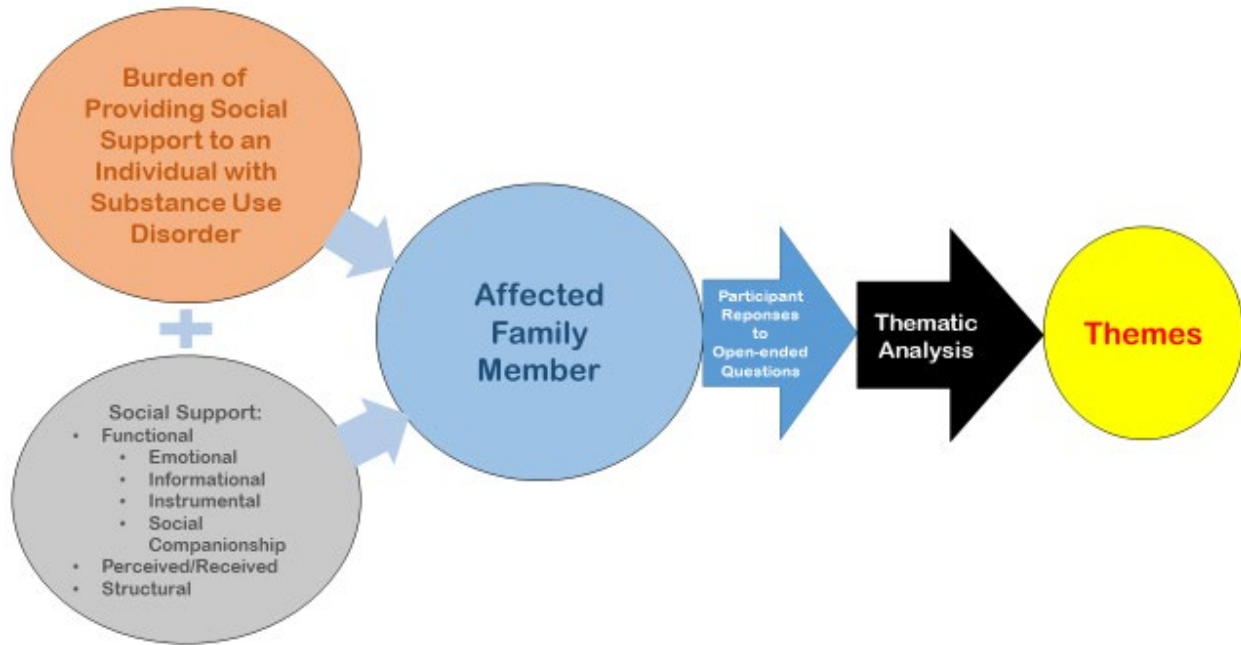 Burden of
Providing Social
Support to an
Individual with
Substance Use
Disorder
Social Support:
• Functional
• Emotional
• Informational
• Instrumental
• Social
Companionship
• Perceived/Received
• Structural
Affected
Family
Member
Participant
Reponses
to
Open-ended
Questions
Thematic
Analysis
Themes